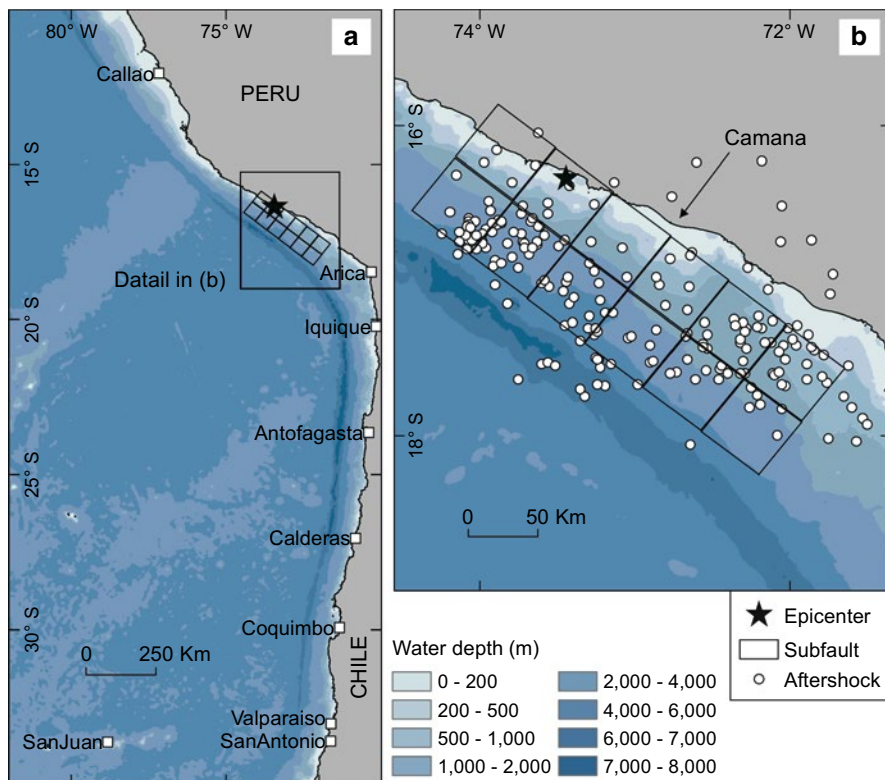 80° W
75° W
a
Callao
PERU
15° S
Datail in (b)
Arica
20° S
Iquique
Antofagasta
25° S
Calderas
Coquimbo
30° S
0 250 Km
CHILE
Valparaiso
SanJuan
SanAntonio
74° W
72° W
b
16° S
Camana
18° S
0 50 Km
Water depth (m)
0 - 200
200 - 500
500 - 1,000
1,000 - 2,000
2,000 - 4,000
4,000 - 6,000
6,000 - 7,000
7,000 - 8,000
Epicenter
Subfault
Aftershock